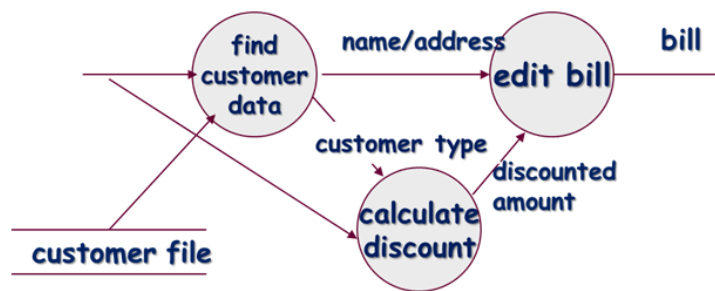 find
customer
data
name/address
edit bill
bill
customer type
discounted
amount
calculate
discount
customer file